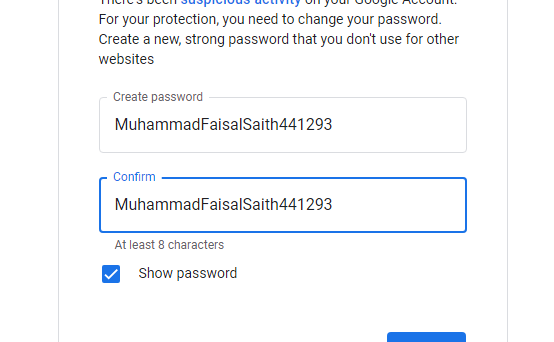 There's been suspicious activity on your Google Account.
For your protection, you need to change your password.
Create a new, strong password that you don't use for other
websites
Create password
MuhammadFaisalSaith441293
Confirm
MuhammadFaisalSaith441293
At least 8 characters
Show password